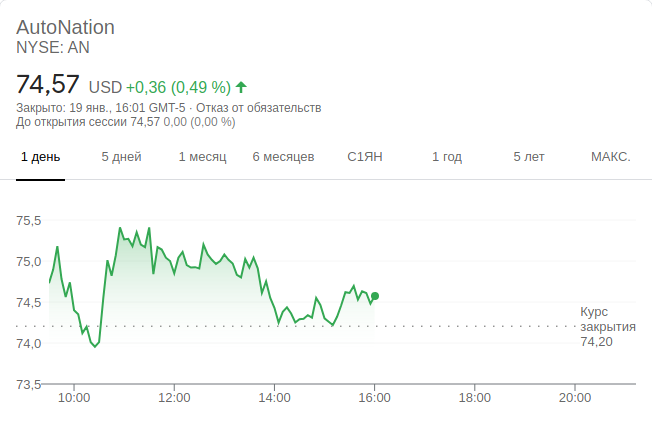 AutoNation
NYSE: AN
74,57 USD +0,36 (0,49 %)
Закрыто: 19 янв., 16:01 GMT-5 · Отказ от обязательств
До открытия сессии 74,57 0,00 (0,00 %)
1 день 5 дней 1 месяц 6 месяцев С1ЯН 1 год 5 лет МАКС.
75,5
75,0
74,5
Курс
закрытия
74,20
74,0
73,5
10:00 12:00 14:00 16:00 18:00 20:00